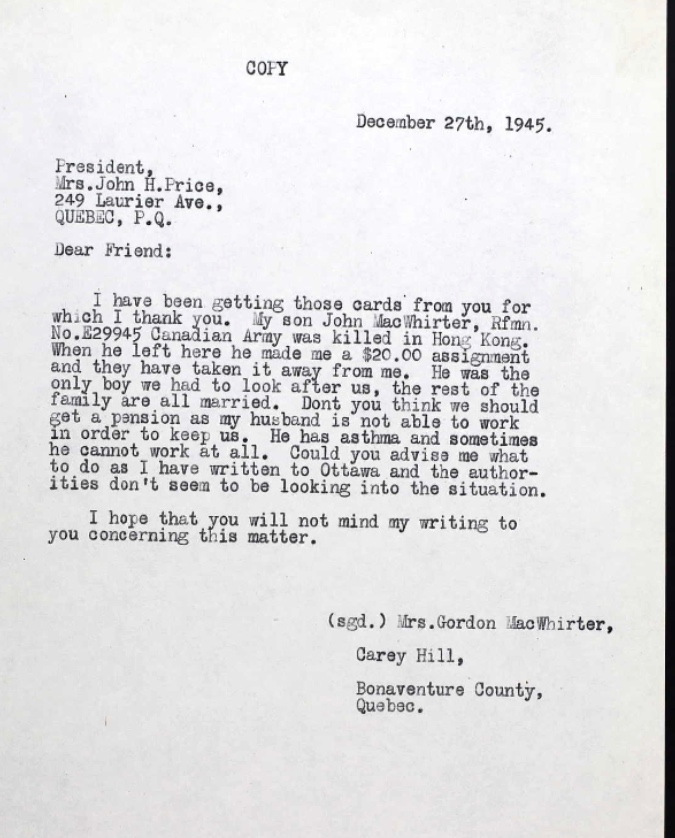 COPY
December 27th, 1945.
President,
Mrs.John H.Price,
249 Laurier Ave.,
QUEBEC, P.Q.
Dear Friend:
I have been getting those cards from you for
which I thank you. My son John MacWhirter, Rfmn.
No.E29945 Canadian Army was killed in Hong Kong.
When he left here he made me a $20.00 assignment
and they have taken it away from me. He was the
only boy we had to look after us, the rest of the
family are all married. Dont you think we should
get a pension as my husband is not able to work
in order to keep us. He has asthma and sometimes
he cannot work at all. Could you advise me what
to do as I have written to Ottawa and the author-
ities don't seem to be looking into the situation.
I hope that you will not mind my writing to
you concerning this matter.
(sgd.) Mrs.Gordon MacWhirter,
Carey Hill,
Bonaventure County,
Quebec.